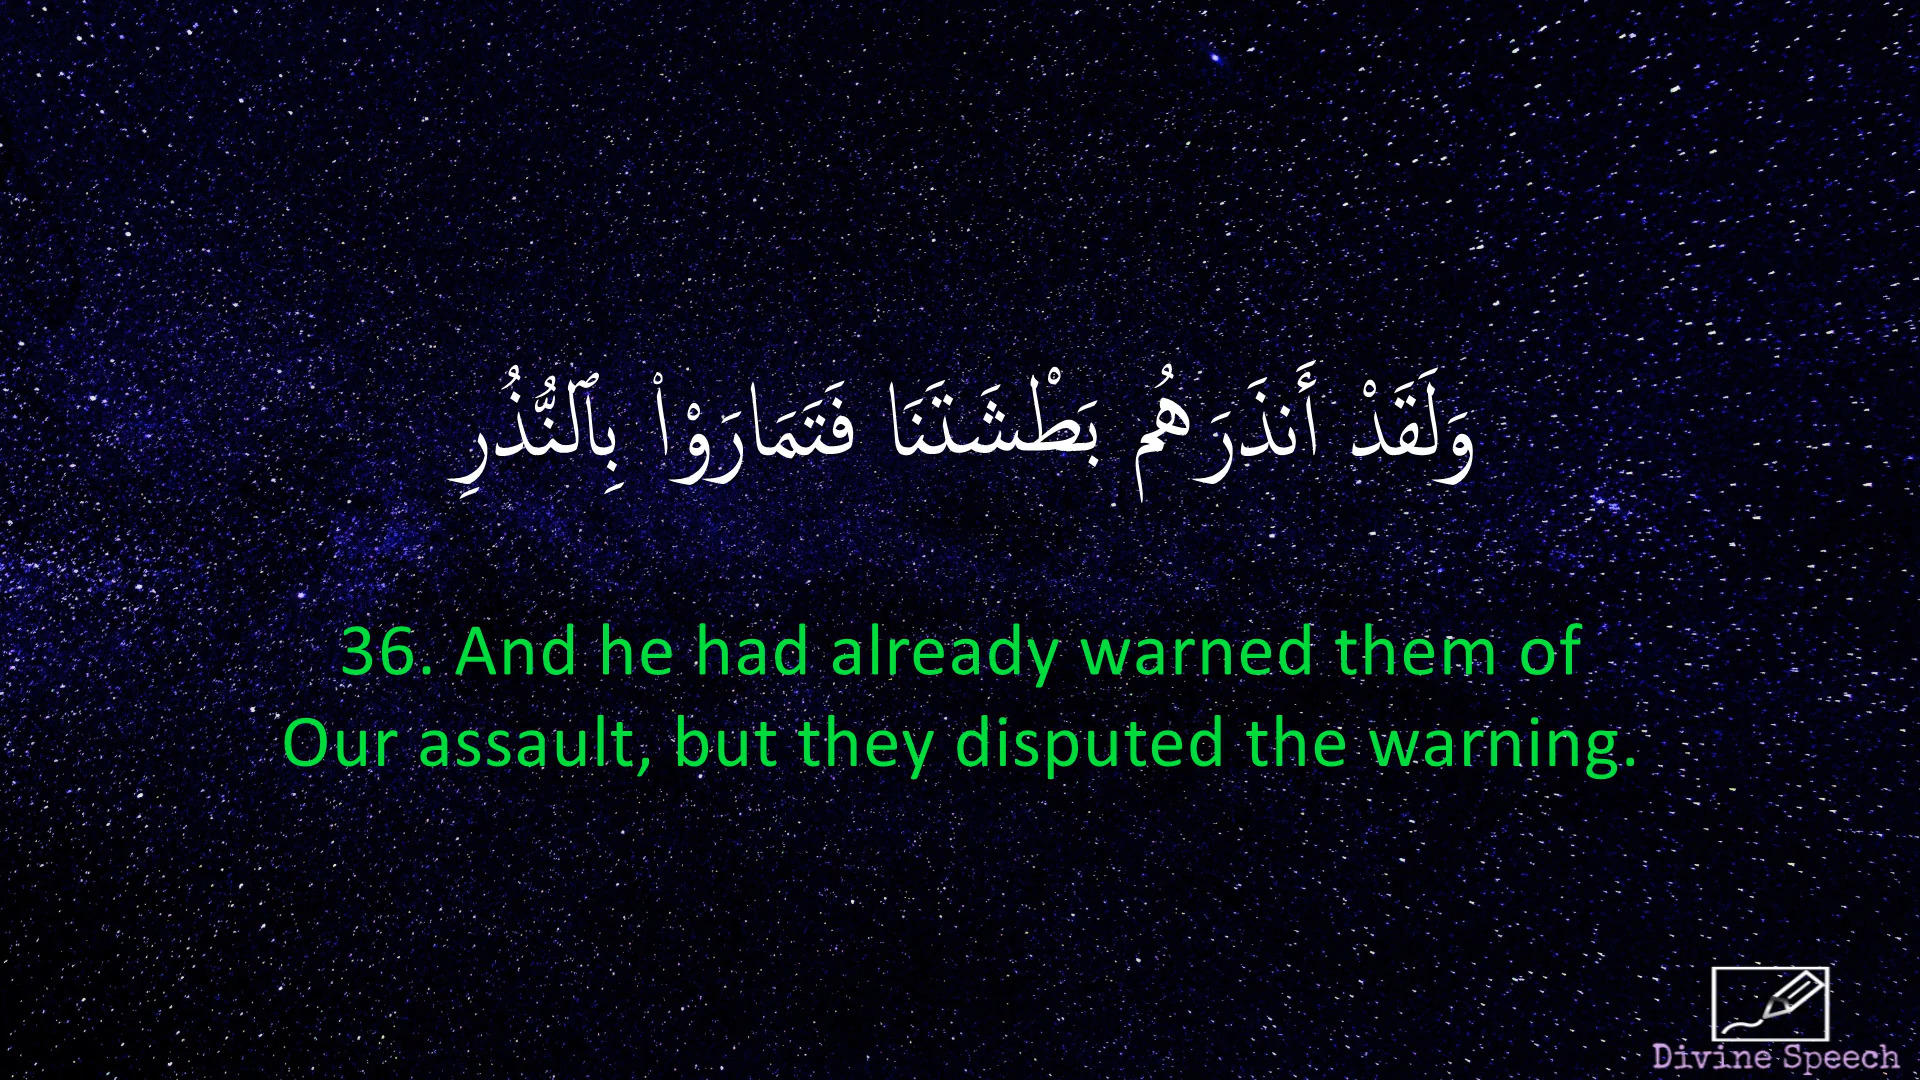 وَلَقَدْ أَنذَرَهُم بَطْشَتَنَا فَتَمَارَوْا۟ بِٱلنُّذُرِ
36. And he had already warned them of
Our assault, but they disputed the warning.
Divine Speech